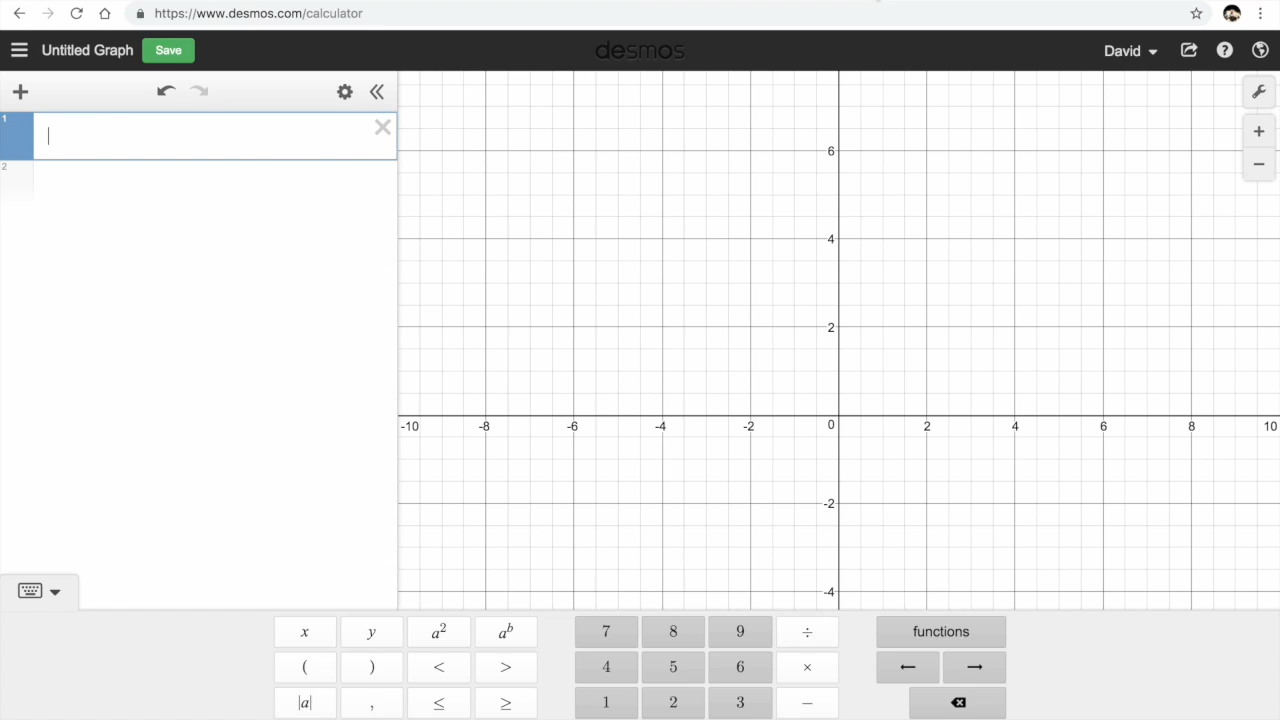 https://www.desmos.com/calculator
Untitled Graph Save desmos David ?
1
2
6
4
2
-10 -8 -6 -4 -2 0 2 4 6 8 10
-2
-4
x y a² aᵇ 7 8 9 ÷ functions
( ) < > 4 5 6 × ← →
|a| , ≤ ≥ 1 2 3 −